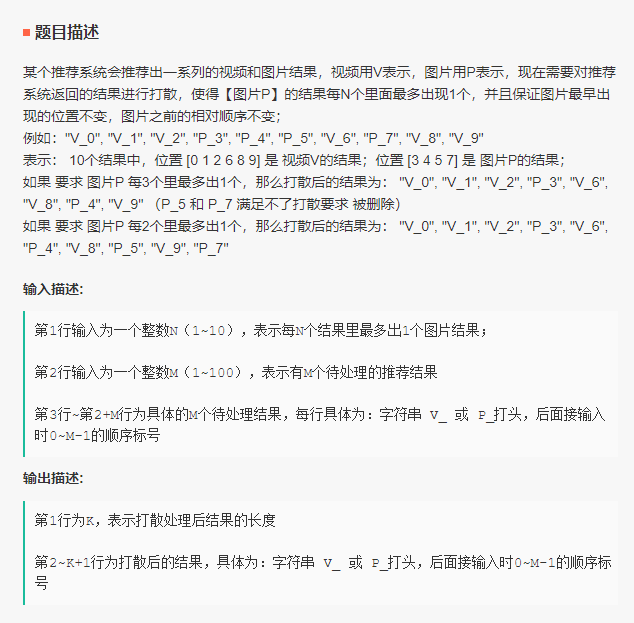 题目描述
某个推荐系统会推荐出一系列的视频和图片结果，视频用V表示，图片用P表示，现在需要对推荐
系统返回的结果进行打散，使得【图片P】的结果每N个里面最多出现1个，并且保证图片最早出
现的位置不变，图片之前的相对顺序不变；
例如："V_0", "V_1", "V_2", "P_3", "P_4", "P_5", "V_6", "P_7", "V_8", "V_9"
表示： 10个结果中，位置 [0 1 2 6 8 9] 是 视频V的结果；位置 [3 4 5 7] 是 图片P的结果；
如果 要求 图片P 每3个里最多出1个，那么打散后的结果为： "V_0", "V_1", "V_2", "P_3", "V_6",
"V_8", "P_4", "V_9" （P_5 和 P_7 满足不了打散要求 被删除）
如果 要求 图片P 每2个里最多出1个，那么打散后的结果为： "V_0", "V_1", "V_2", "P_3", "V_6",
"P_4", "V_8", "P_5", "V_9", "P_7"
输入描述:
第1行输入为一个整数N（1~10），表示每N个结果里最多出1个图片结果；
第2行输入为一个整数M（1~100），表示有M个待处理的推荐结果
第3行~第2+M行为具体的M个待处理结果，每行具体为：字符串 V_ 或 P_打头，后面接输入
时0~M-1的顺序标号
输出描述:
第1行为K，表示打散处理后结果的长度
第2~K+1行为打散后的结果，具体为：字符串 V_ 或 P_打头，后面接输入时0~M-1的顺序标
号